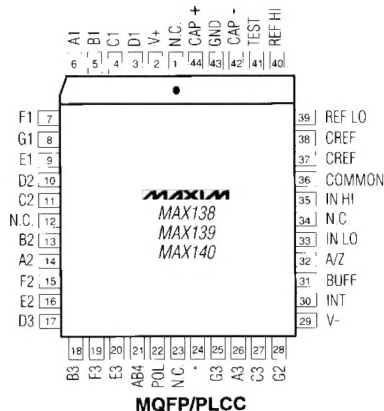 A1 B1 C1 D1 V+ N.C. CAP + GND CAP - TEST REF HI
6 5 4 3 2 1 44 43 42 41 40
F1 7
G1 8
E1 9
D2 10
C2 11
N.C. 12
B2 13
A2 14
F2 15
E2 16
D3 17
MAXIM
MAX138
MAX139
MAX140
39 REF LO
38 CREF
37 CREF
36 COMMON
35 IN HI
34 N.C.
33 IN LO
32 A/Z
31 BUFF
30 INT
29 V-
18 19 20 21 22 23 24 25 26 27 28
B3 F3 E3 AB4 POL N.C. * G3 A3 C3 G2
MQFP/PLCC